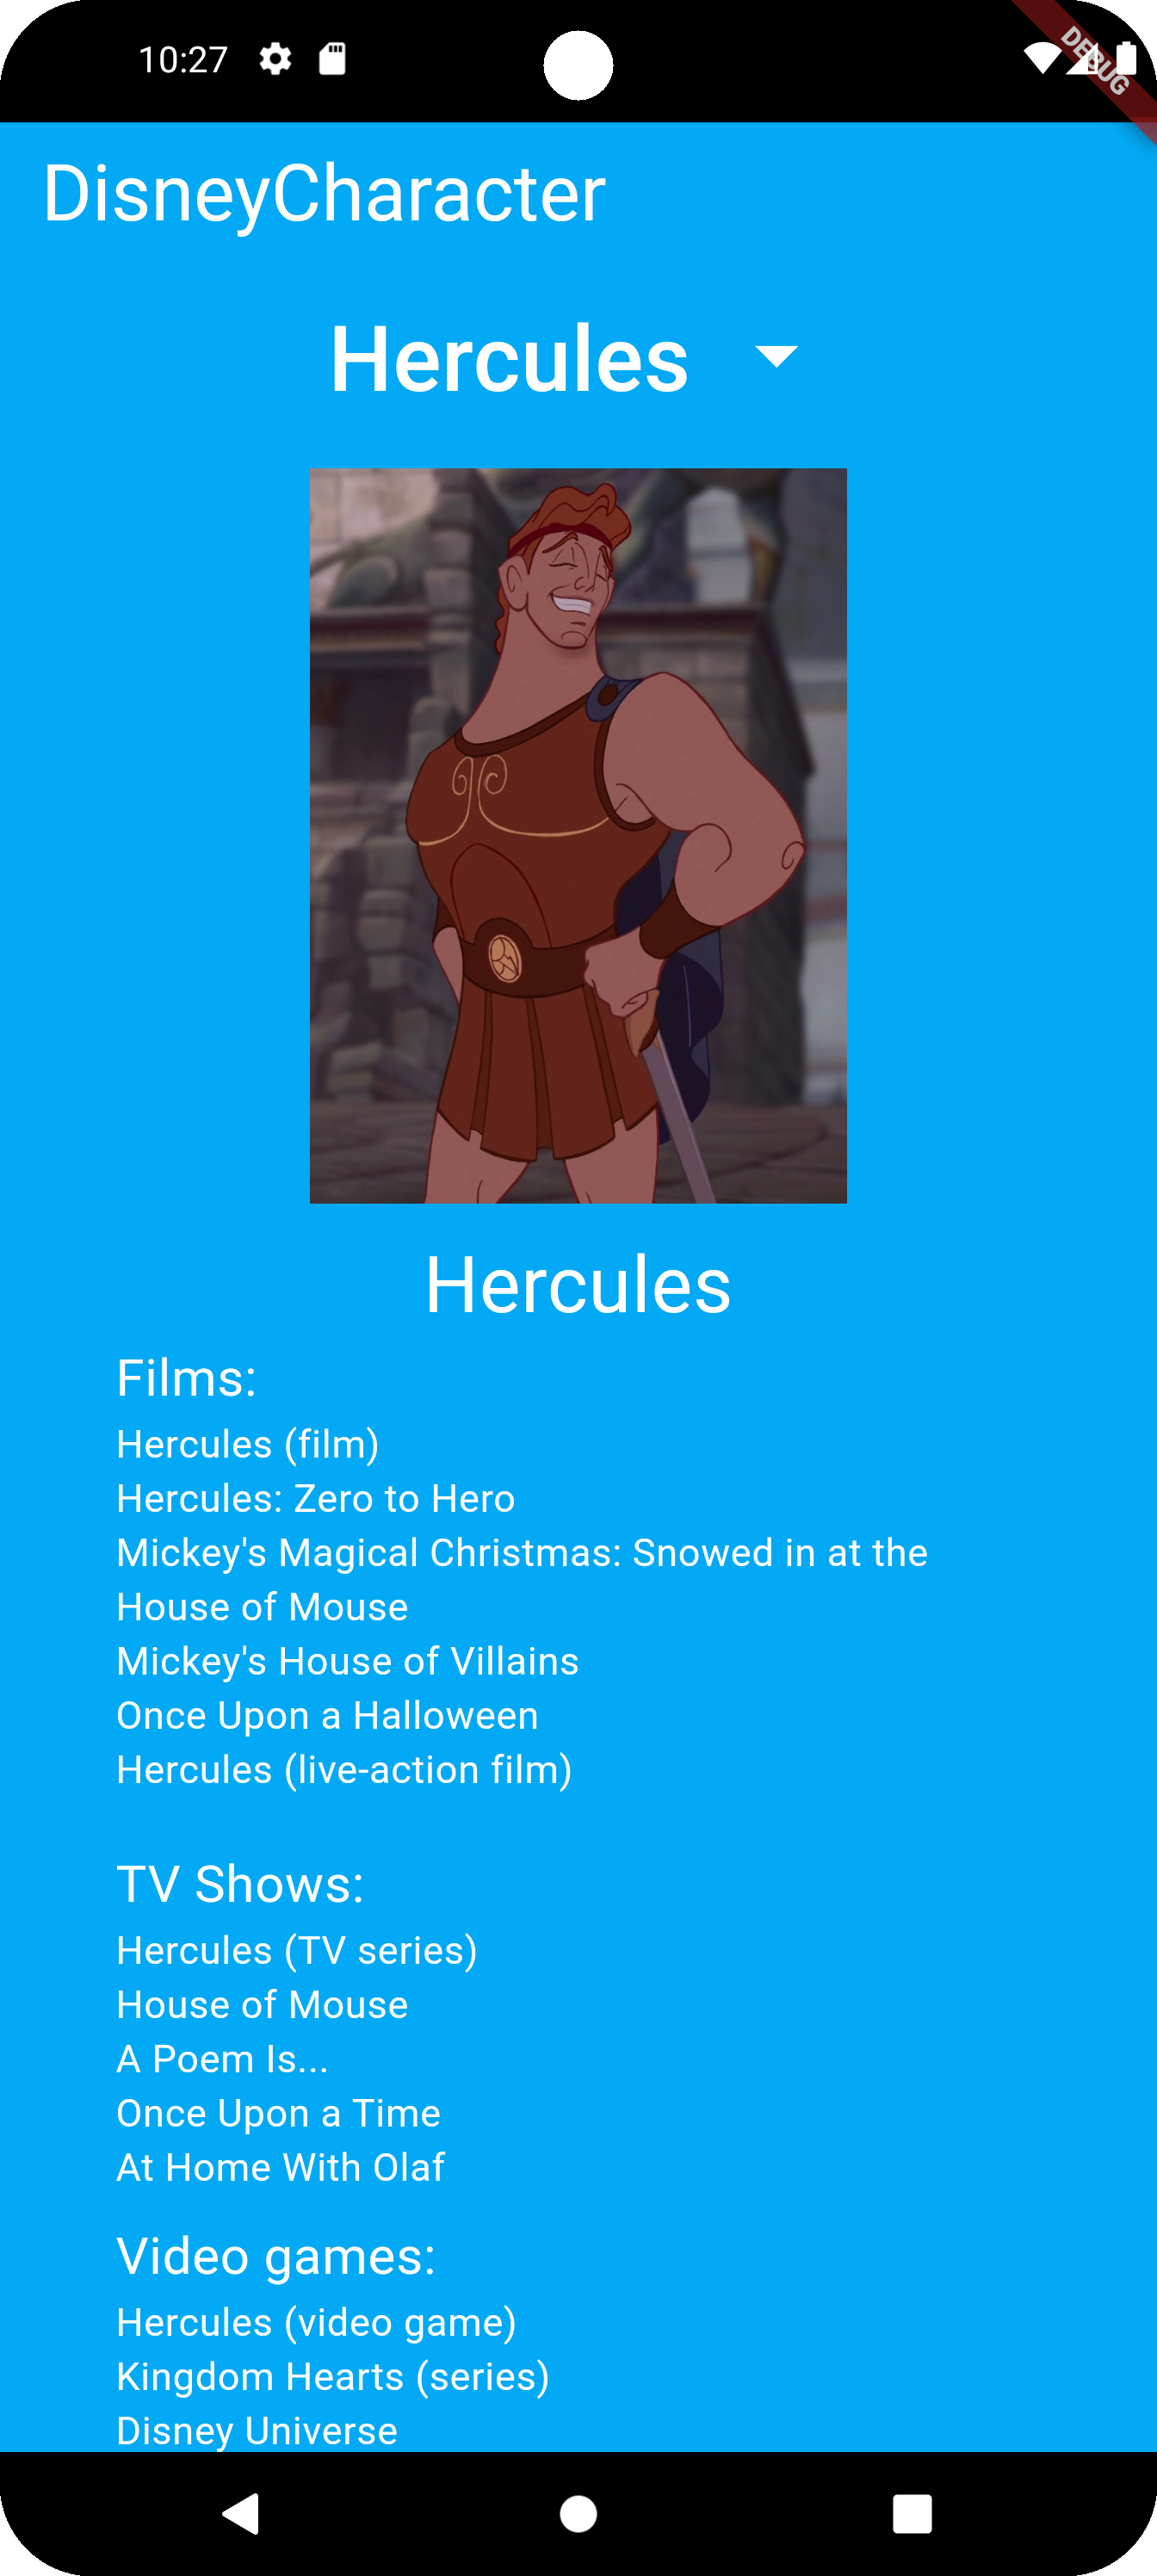 10:27
DEBUG
DisneyCharacter
Hercules
Hercules
Films:
Hercules (film)
Hercules: Zero to Hero
Mickey's Magical Christmas: Snowed in at the
House of Mouse
Mickey's House of Villains
Once Upon a Halloween
Hercules (live-action film)
TV Shows:
Hercules (TV series)
House of Mouse
A Poem Is...
Once Upon a Time
At Home With Olaf
Video games:
Hercules (video game)
Kingdom Hearts (series)
Disney Universe